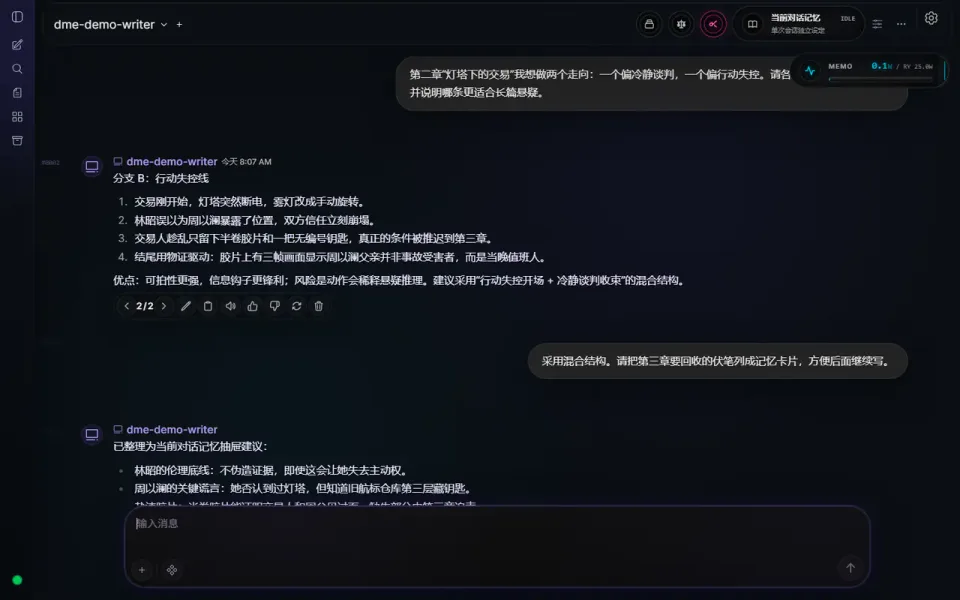 dme-demo-writer
当前对话记忆 IDLE
单次会话独立设定
第二章“灯塔下的交易”我想做两个走向：一个偏冷静谈判，一个偏行动失控。请各
并说明哪条更适合长篇悬疑。
MEMO 0.1W / RY 25.0W
dme-demo-writer 今天 8:07 AM
分支 B：行动失控线
1. 交易刚开始，灯塔突然断电，雾灯改成手动旋转。
2. 林昭误以为周以澜暴露了位置，双方信任立刻崩塌。
3. 交易人趁乱只留下半卷胶片和一把无编号钥匙，真正的条件被推迟到第三章。
4. 结尾用物证驱动：胶片上有三帧画面显示周以澜父亲并非事故受害者，而是当晚值班人。
优点：可拍性更强，信息钩子更锋利；风险是动作会稀释悬疑推理。建议采用“行动失控开场 + 冷静谈判收束”的混合结构。
2/2
采用混合结构。请把第三章要回收的伏笔列成记忆卡片，方便后面继续写。
dme-demo-writer
已整理为当前对话记忆抽屉建议：
林昭的伦理底线：不伪造证据，即使这会让她失去主动权。
周以澜的关键谎言：她否认到过灯塔，但知道旧航标仓库第三层藏钥匙。
输入消息